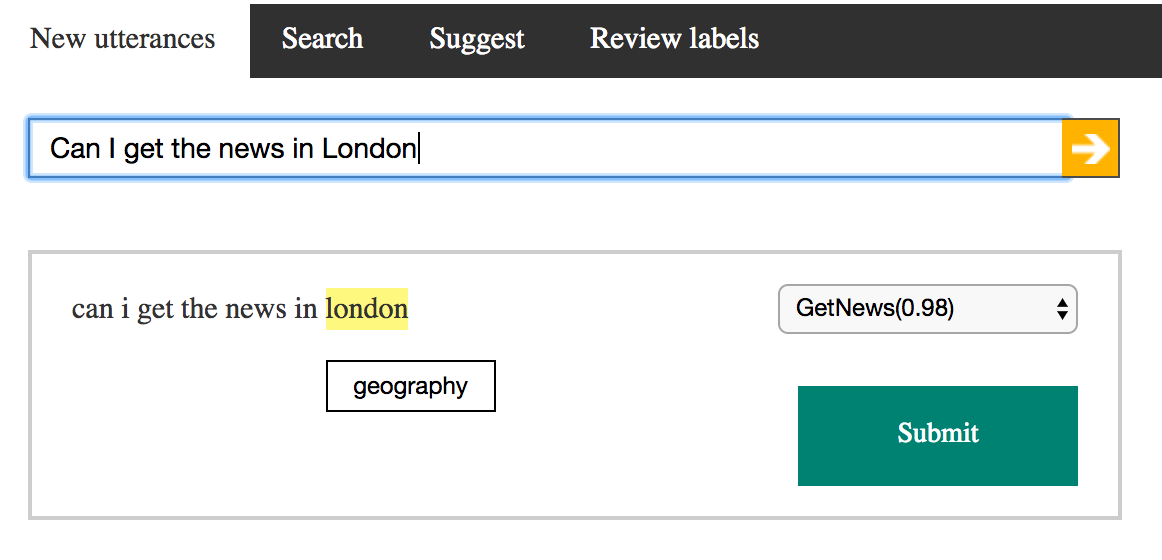 New utterances Search Suggest Review labels
Can I get the news in London
can i get the news in london GetNews(0.98)
geography
Submit